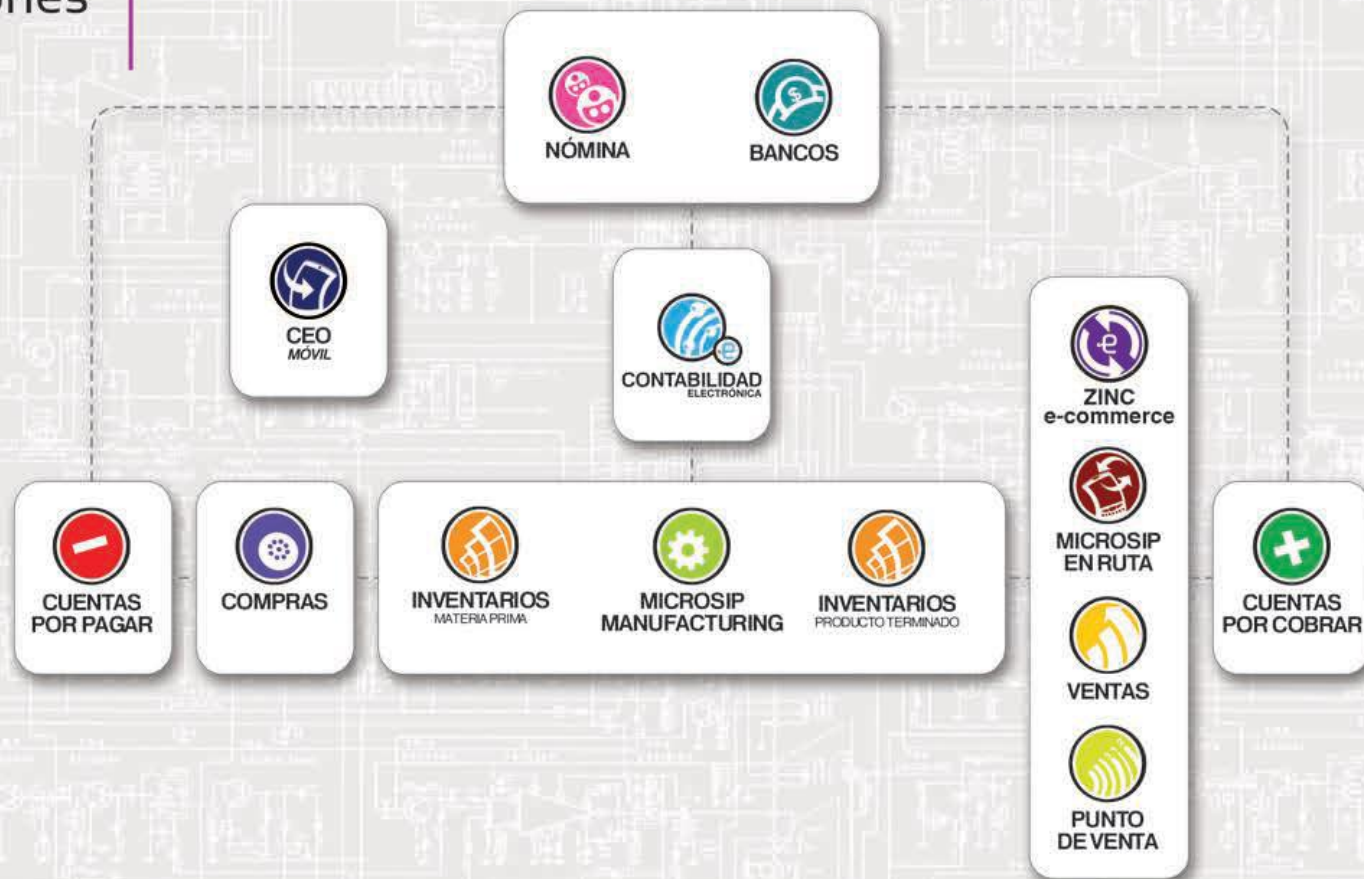 NÓMINA
BANCOS
CEO
MÓVIL
CONTABILIDAD
ELECTRÓNICA
CUENTAS
POR PAGAR
COMPRAS
INVENTARIOS
MATERIA PRIMA
MICROSIP
MANUFACTURING
INVENTARIOS
PRODUCTO TERMINADO
ZINC
e-commerce
MICROSIP
EN RUTA
VENTAS
PUNTO
DE VENTA
CUENTAS
POR COBRAR